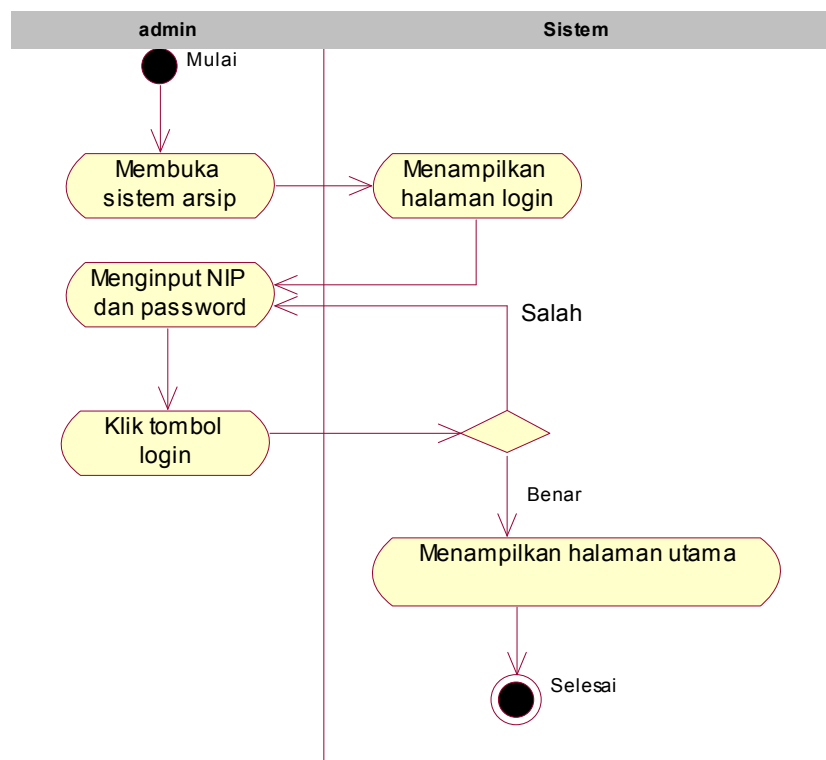 admin
Sistem
Mulai
Membuka
sistem arsip
Menampilkan
halaman login
Menginput NIP
dan password
Salah
Klik tombol
login
Benar
Menampilkan halaman utama
Selesai